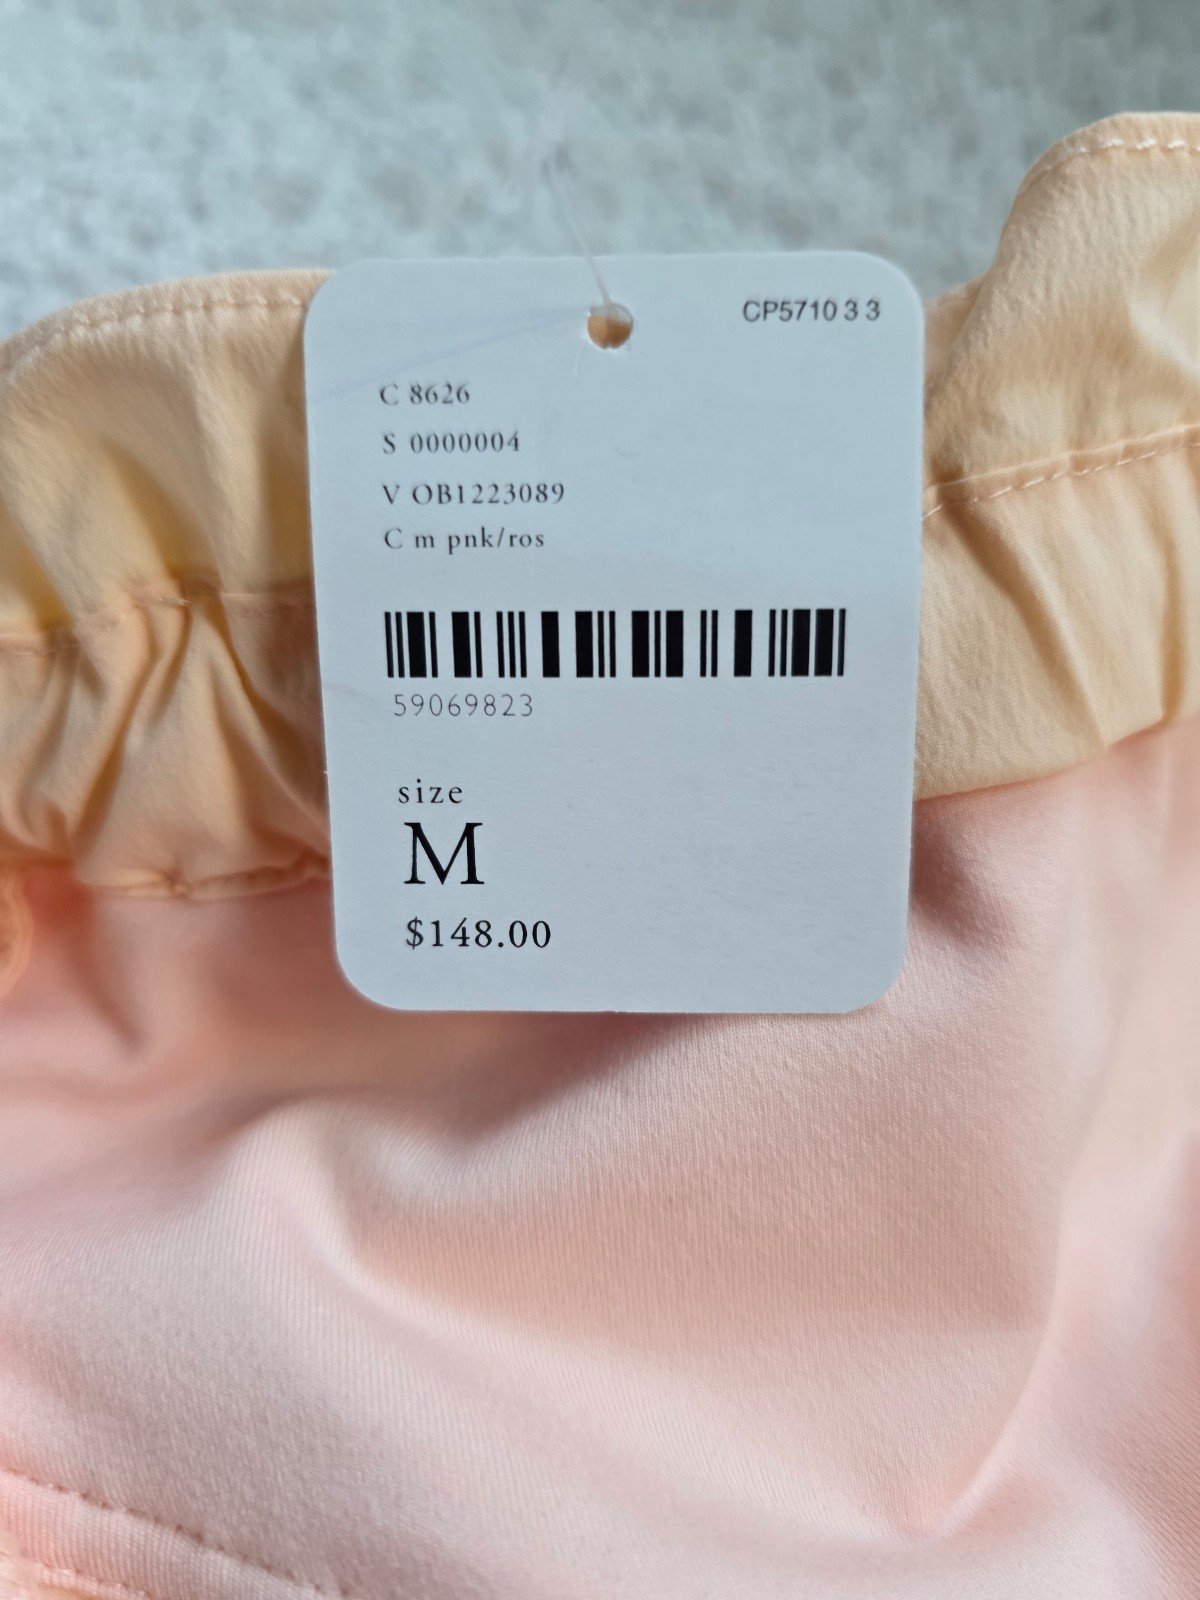 CP5710 3 3
C 8626
S 0000004
V OB1223089
C m pnk/ros
59069823
size
M
$148.00